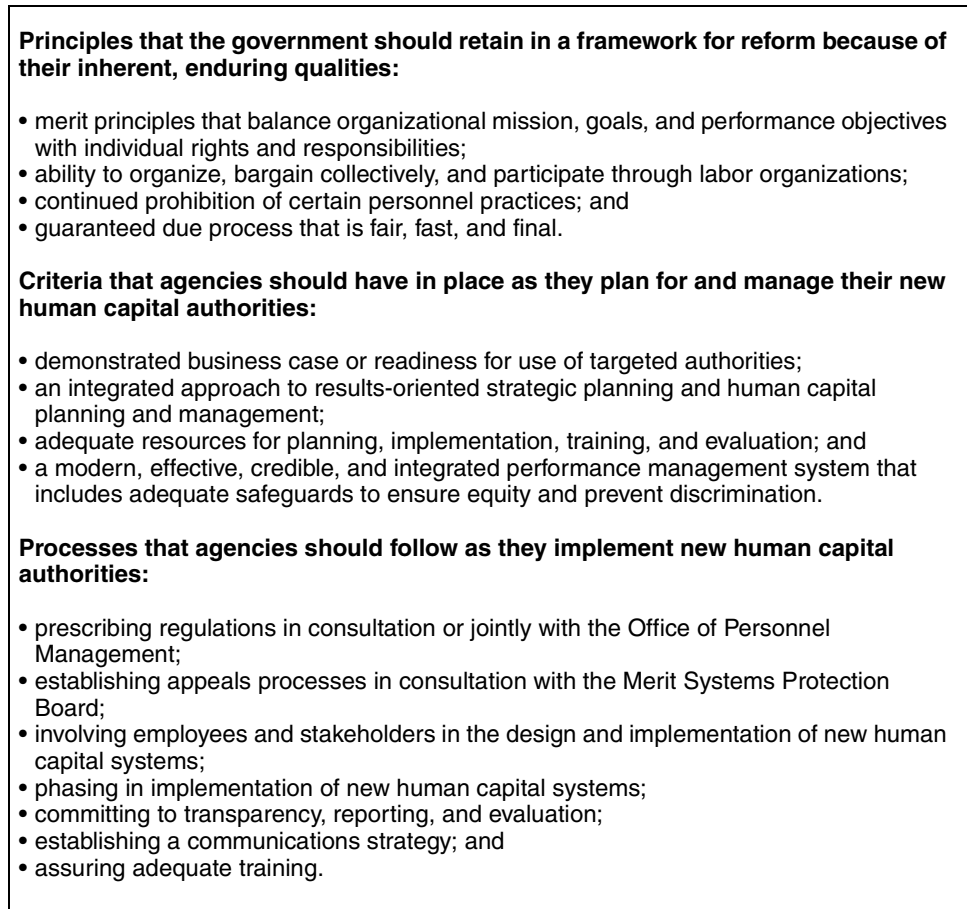 Principles that the government should retain in a framework for reform because of
their inherent, enduring qualities:
• merit principles that balance organizational mission, goals, and performance objectives
with individual rights and responsibilities;
• ability to organize, bargain collectively, and participate through labor organizations;
• continued prohibition of certain personnel practices; and
• guaranteed due process that is fair, fast, and final.
Criteria that agencies should have in place as they plan for and manage their new
human capital authorities:
• demonstrated business case or readiness for use of targeted authorities;
• an integrated approach to results-oriented strategic planning and human capital
planning and management;
• adequate resources for planning, implementation, training, and evaluation; and
• a modern, effective, credible, and integrated performance management system that
includes adequate safeguards to ensure equity and prevent discrimination.
Processes that agencies should follow as they implement new human capital
authorities:
• prescribing regulations in consultation or jointly with the Office of Personnel
Management;
• establishing appeals processes in consultation with the Merit Systems Protection
Board;
• involving employees and stakeholders in the design and implementation of new human
capital systems;
• phasing in implementation of new human capital systems;
• committing to transparency, reporting, and evaluation;
• establishing a communications strategy; and
• assuring adequate training.